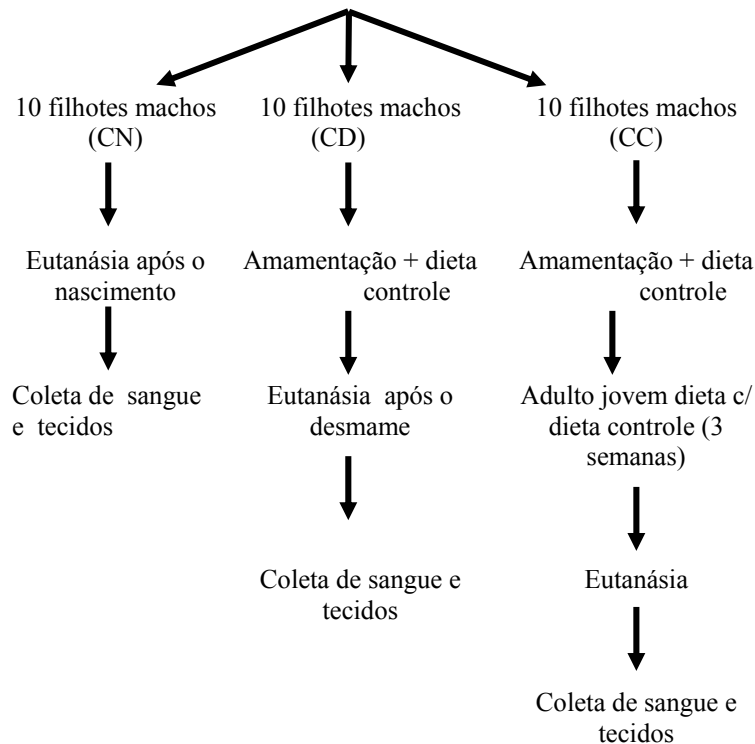 10 filhotes machos
(CN)
10 filhotes machos
(CD)
10 filhotes machos
(CC)
Eutanásia após o
nascimento
Amamentação + dieta
controle
Amamentação + dieta
controle
Coleta de sangue
e tecidos
Eutanásia após o
desmame
Adulto jovem dieta c/
dieta controle (3
semanas)
Coleta de sangue e
tecidos
Eutanásia
Coleta de sangue e
tecidos